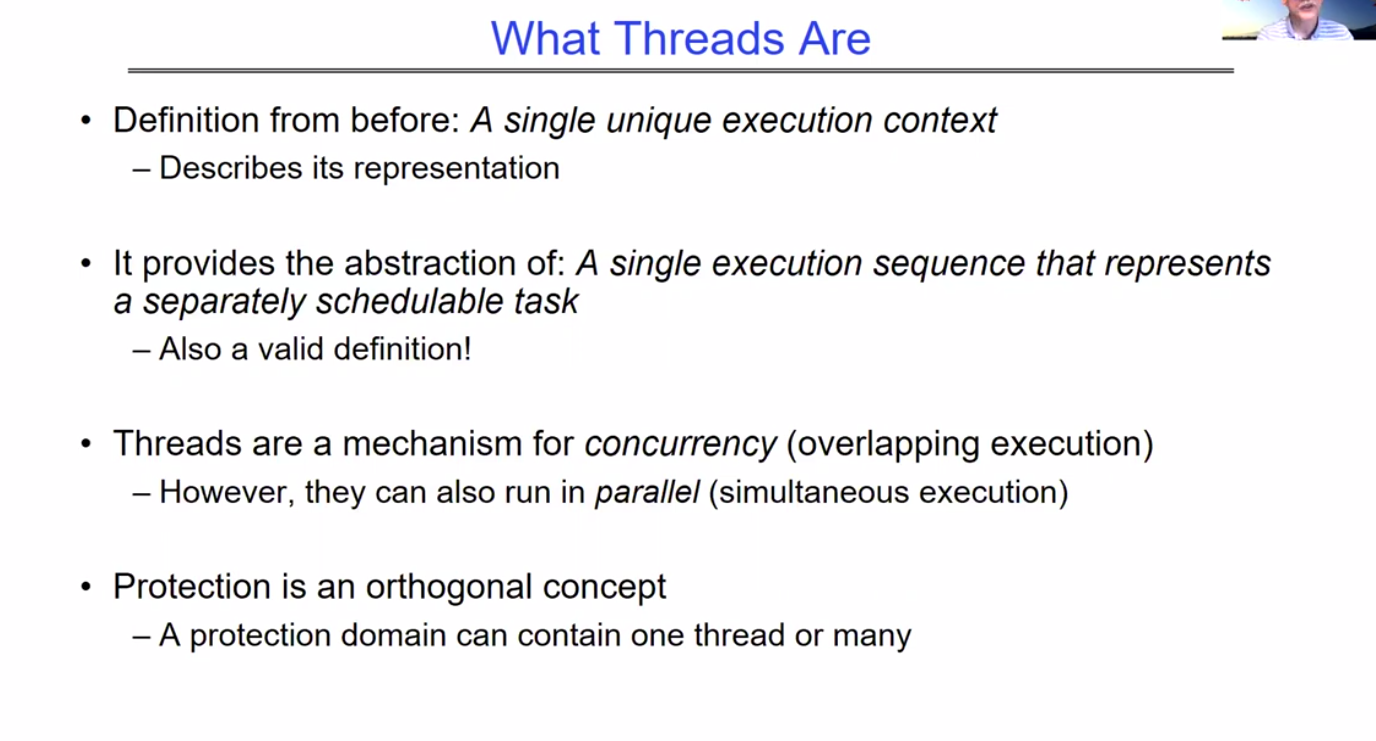 What Threads Are
• Definition from before: A single unique execution context
– Describes its representation
• It provides the abstraction of: A single execution sequence that represents
a separately schedulable task
– Also a valid definition!
• Threads are a mechanism for concurrency (overlapping execution)
– However, they can also run in parallel (simultaneous execution)
• Protection is an orthogonal concept
– A protection domain can contain one thread or many